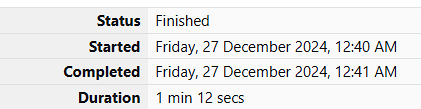 Status Finished
Started Friday, 27 December 2024, 12:40 AM
Completed Friday, 27 December 2024, 12:41 AM
Duration 1 min 12 secs